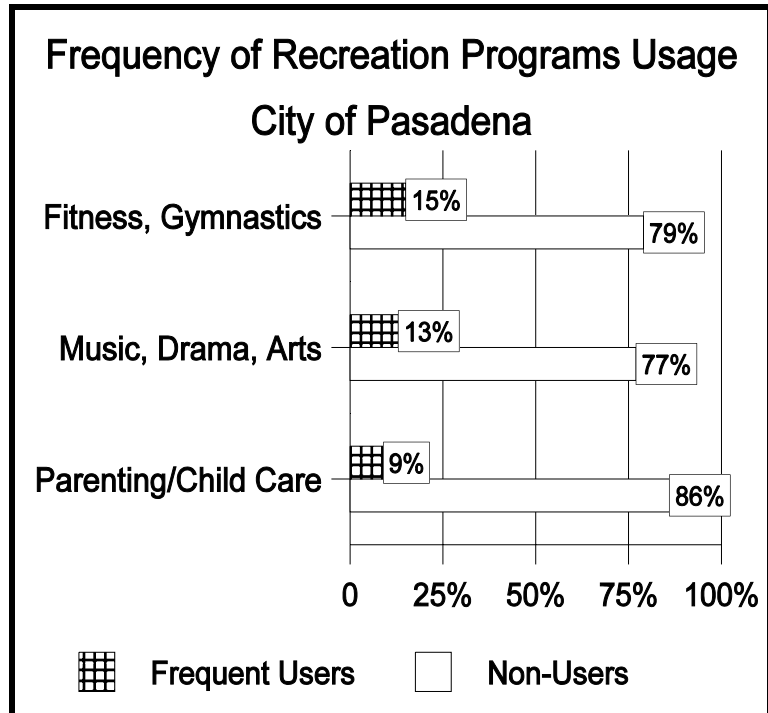 Frequency of Recreation Programs Usage
City of Pasadena
Fitness, Gymnastics
15%
79%
Music, Drama, Arts
13%
77%
Parenting/Child Care
9%
86%
0 25% 50% 75% 100%
Frequent Users Non-Users